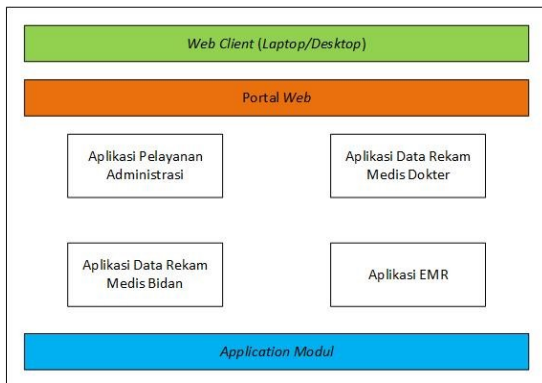 Web Client (Laptop/Desktop)
Portal Web
Aplikasi Pelayanan
Administrasi
Aplikasi Data Rekam
Medis Dokter
Aplikasi Data Rekam
Medis Bidan
Aplikasi EMR
Application Modul